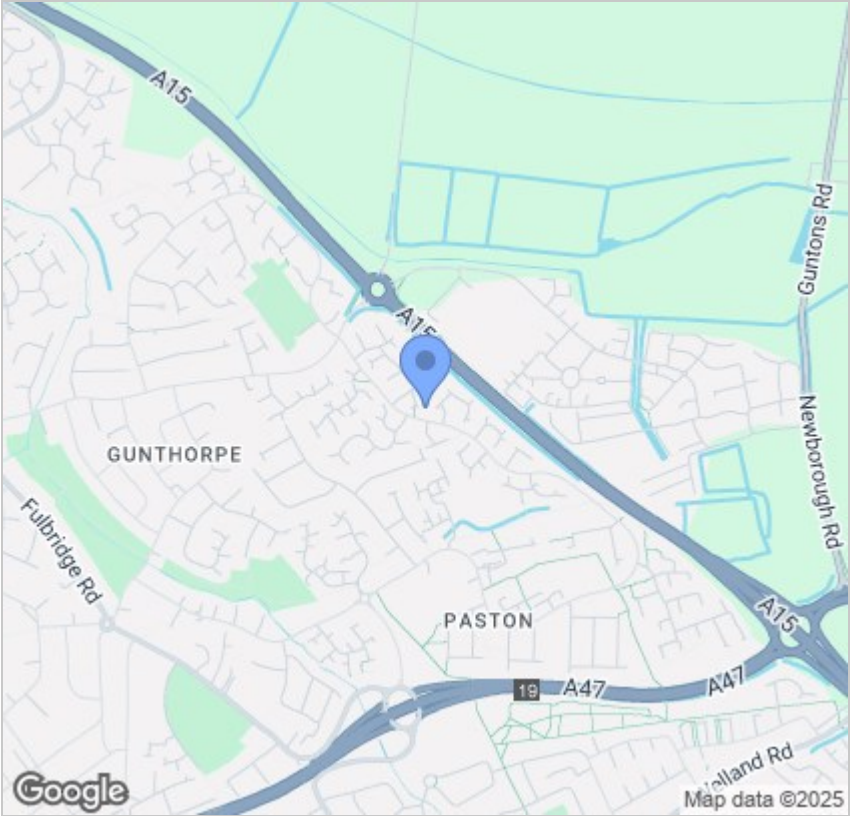 A15
Guntons Rd
A15
Newborough Rd
GUNTHORPE
Fulbridge Rd
PASTON
A15
19
A47
A47
Welland Rd
Google
Map data ©2025